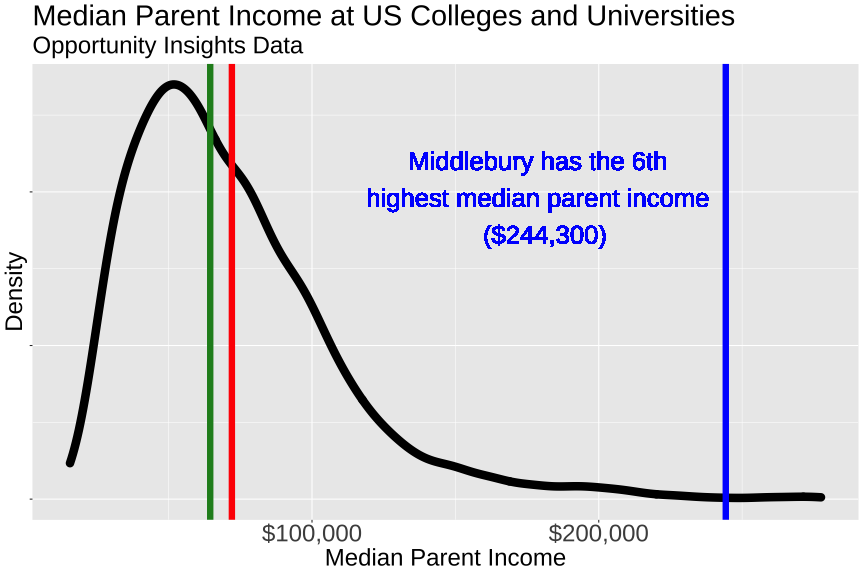 Median Parent Income at US Colleges and Universities
Opportunity Insights Data
Middlebury has the 6th
highest median parent income
($244,300)
Density
$100,000 $200,000
Median Parent Income